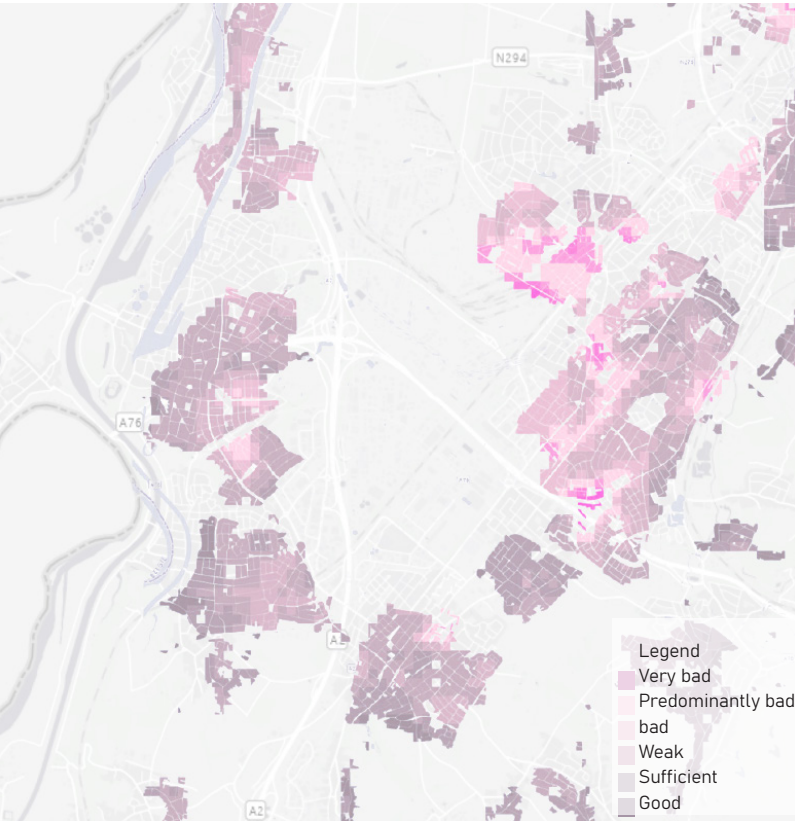 N294
A76
A2
A2
Legend
Very bad
Predominantly bad
bad
Weak
Sufficient
Good